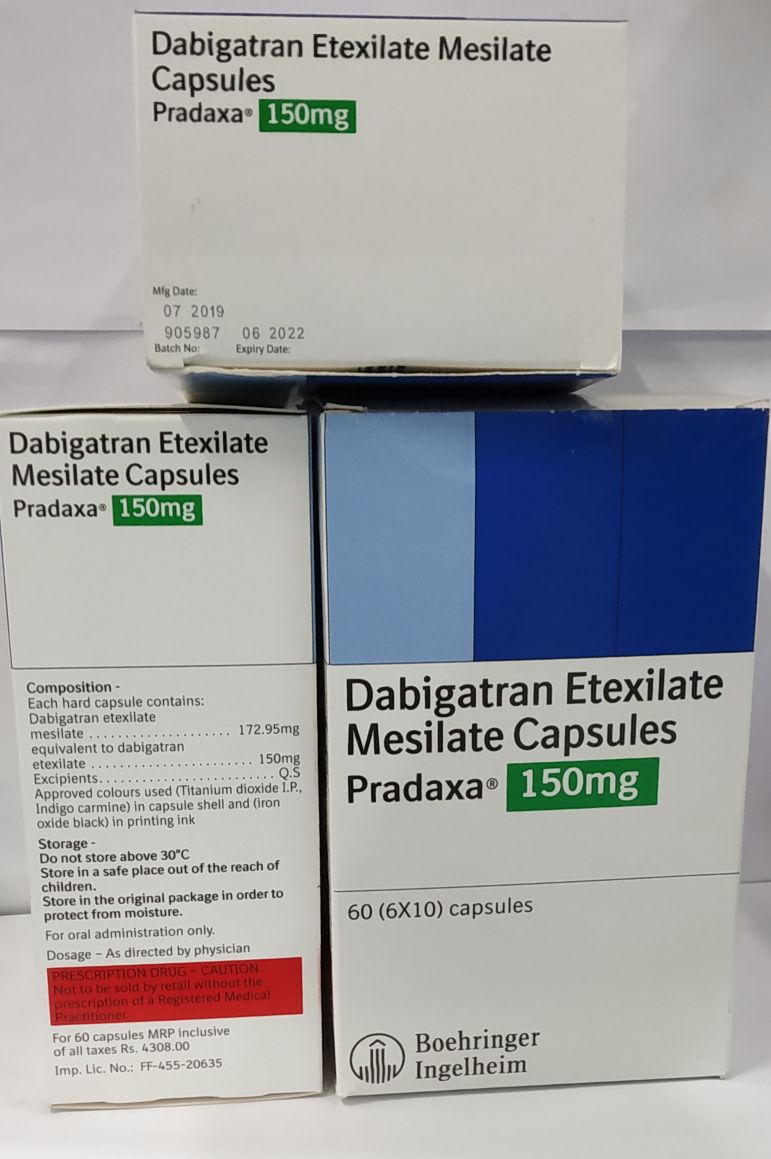 Dabigatran Etexilate Mesilate
Capsules
Pradaxa® 150mg
Mfg Date:
07 2019
905987 06 2022
Batch No: Expiry Date:
Dabigatran Etexilate
Mesilate Capsules
Pradaxa® 150mg
Composition -
Each hard capsule contains:
Dabigatran etexilate
mesilate .................... 172.95mg
equivalent to dabigatran
etexilate ....................... 150mg
Excipients......................... Q.S
Approved colours used (Titanium dioxide I.P.,
Indigo carmine) in capsule shell and (iron
oxide black) in printing ink
Storage -
Do not store above 30°C
Store in a safe place out of the reach of
children.
Store in the original package in order to
protect from moisture.
For oral administration only.
Dosage – As directed by physician
PRESCRIPTION DRUG – CAUTION
Not to be sold by retail without the
prescription of a Registered Medical
Practitioner.
For 60 capsules MRP inclusive
of all taxes Rs. 4308.00
Imp. Lic. No.: FF-455-20635
Dabigatran Etexilate
Mesilate Capsules
Pradaxa® 150mg
60 (6X10) capsules
Boehringer
Ingelheim